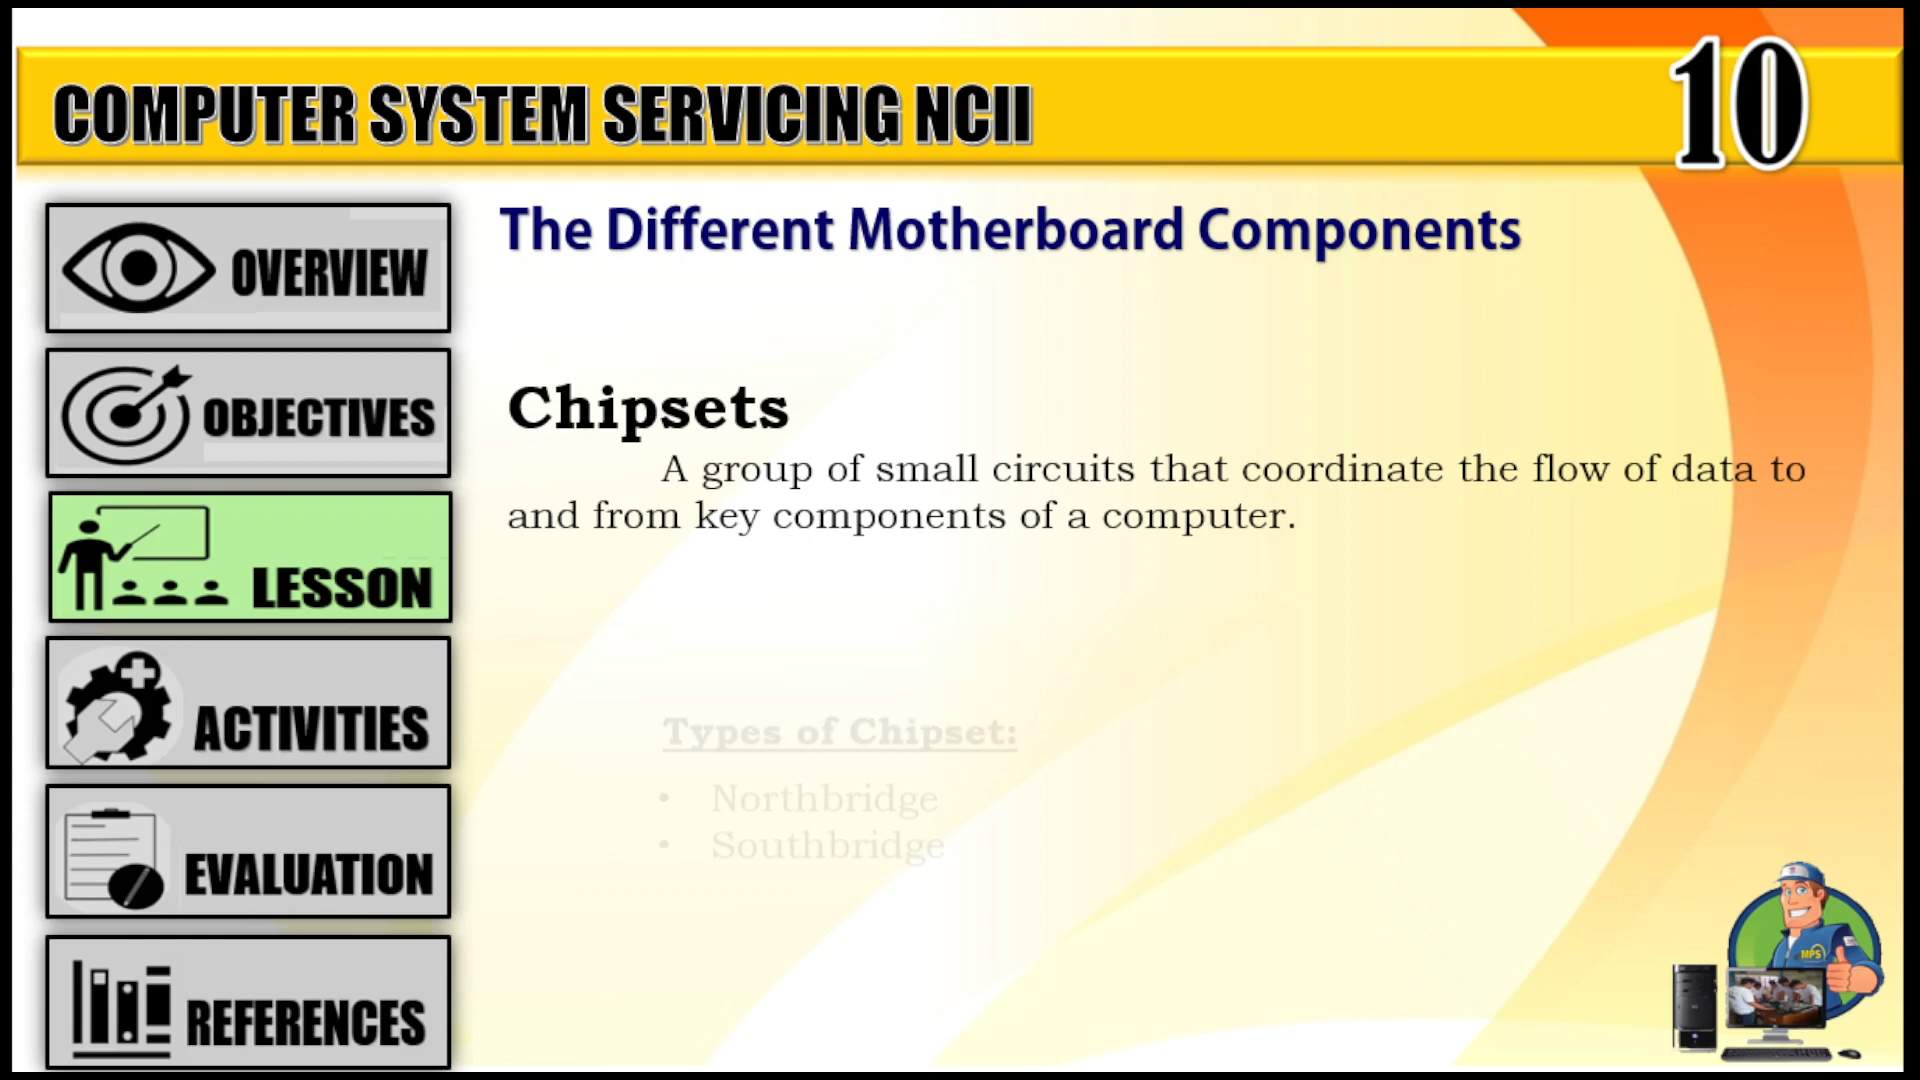 COMPUTER SYSTEM SERVICING NCII
10
OVERVIEW
OBJECTIVES
LESSON
ACTIVITIES
EVALUATION
REFERENCES
The Different Motherboard Components
Chipsets
A group of small circuits that coordinate the flow of data to
and from key components of a computer.
Types of Chipset:
• Northbridge
• Southbridge
MPS